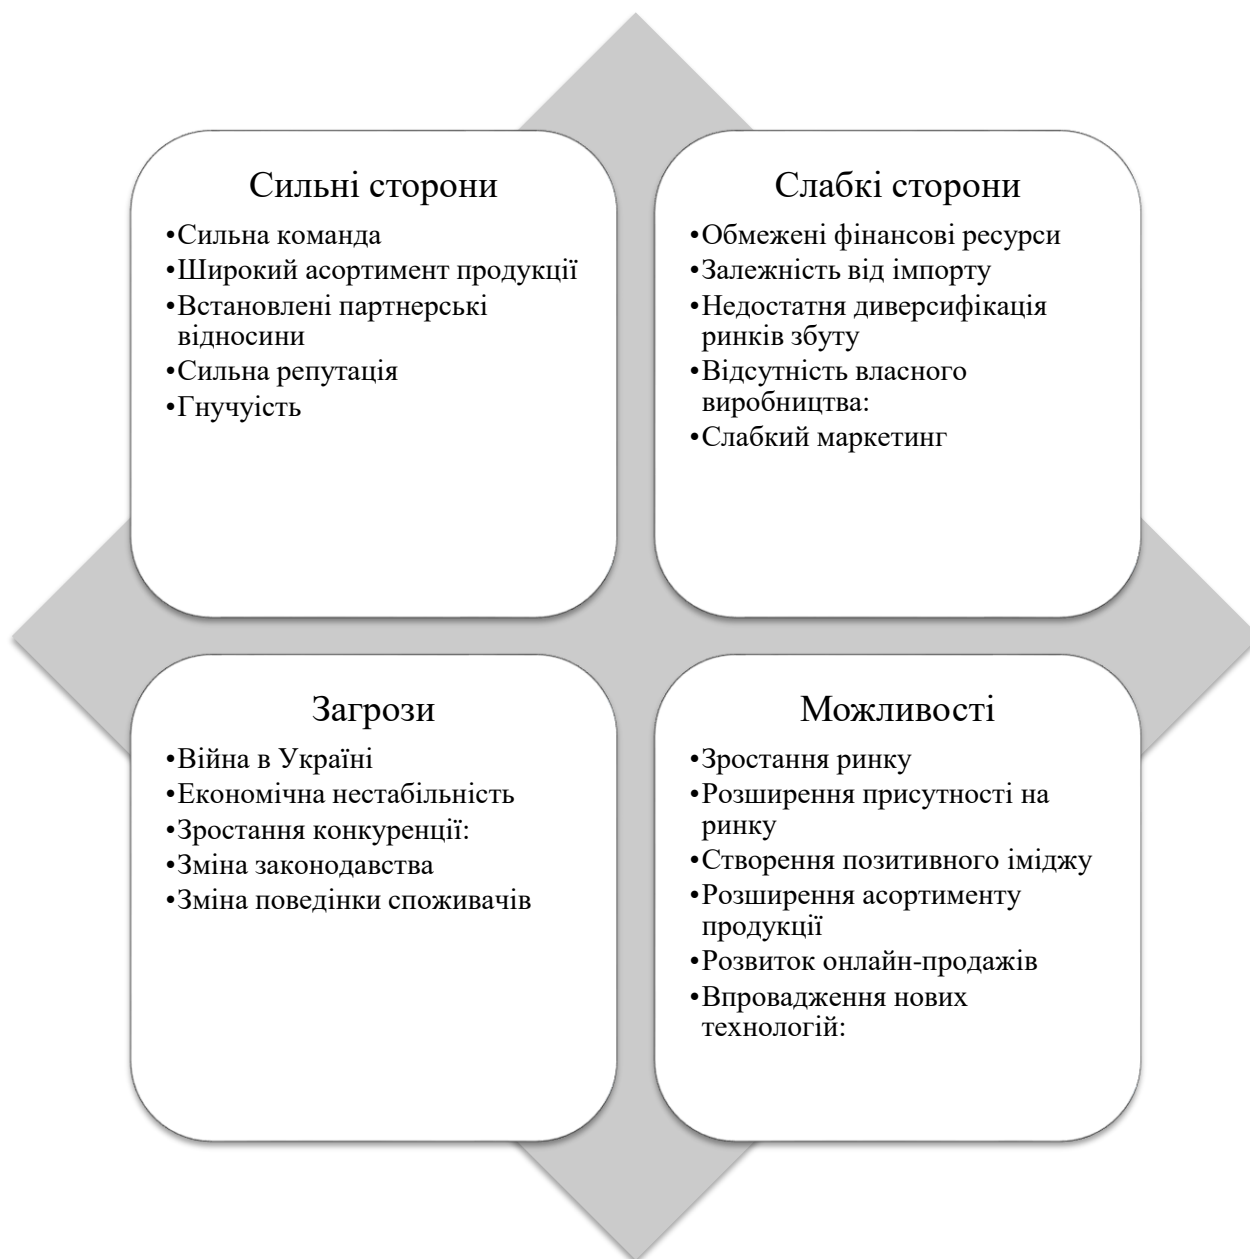 Сильні сторони
•Сильна команда
•Широкий асортимент продукції
•Встановлені партнерські
відносини
•Сильна репутація
•Гнучуість
Слабкі сторони
•Обмежені фінансові ресурси
•Залежність від імпорту
•Недостатня диверсифікація
ринків збуту
•Відсутність власного
виробництва:
•Слабкий маркетинг
Загрози
•Війна в Україні
•Економічна нестабільність
•Зростання конкуренції:
•Зміна законодавства
•Зміна поведінки споживачів
Можливості
•Зростання ринку
•Розширення присутності на
ринку
•Створення позитивного іміджу
•Розширення асортименту
продукції
•Розвиток онлайн-продажів
•Впровадження нових
технологій: